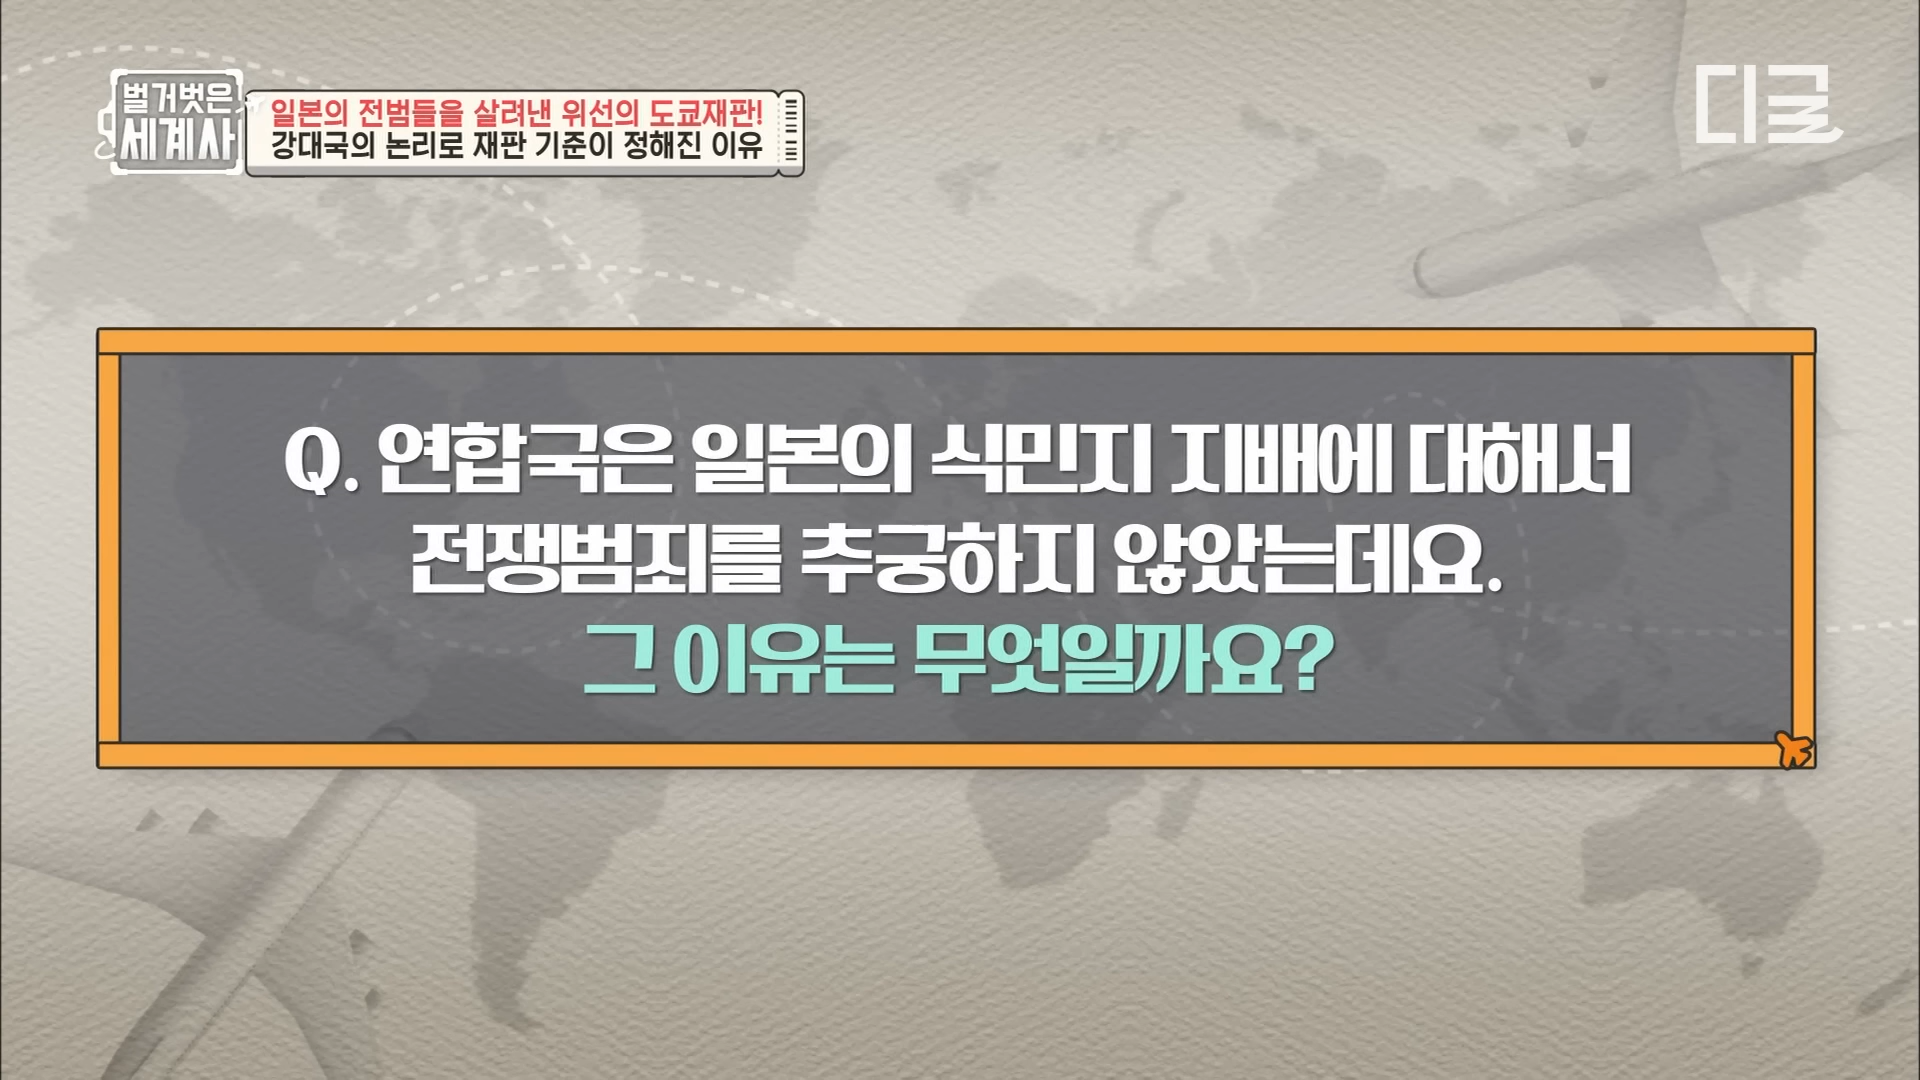 벌거벗은
세계사
일본의 전범들을 살려낸 위선의 도쿄재판!
강대국의 논리로 재판 기준이 정해진 이유
디글
Q. 연합국은 일본의 식민지 지배에 대해서
전쟁범죄를 추궁하지 않았는데요.
그 이유는 무엇일까요?